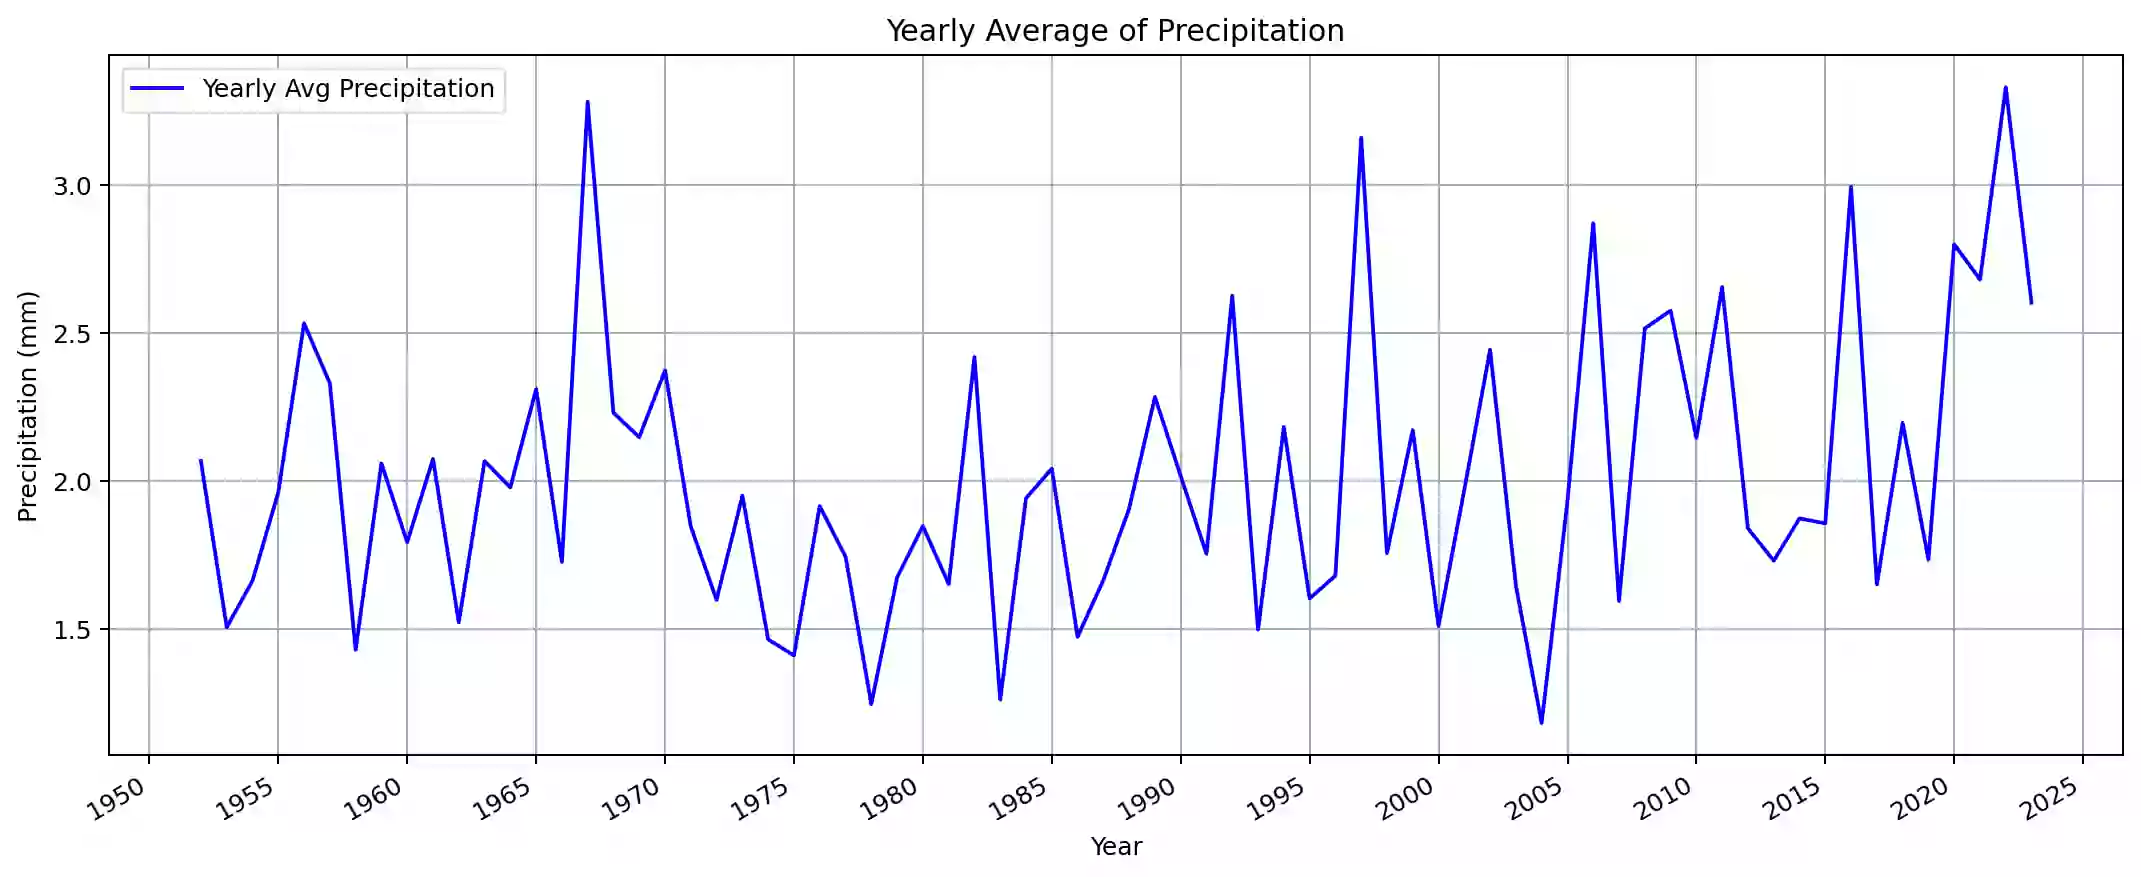 Yearly Average of Precipitation
Yearly Avg Precipitation
Precipitation (mm)
3.0
2.5
2.0
1.5
1950 1955 1960 1965 1970 1975 1980 1985 1990 1995 2000 2005 2010 2015 2020 2025
Year